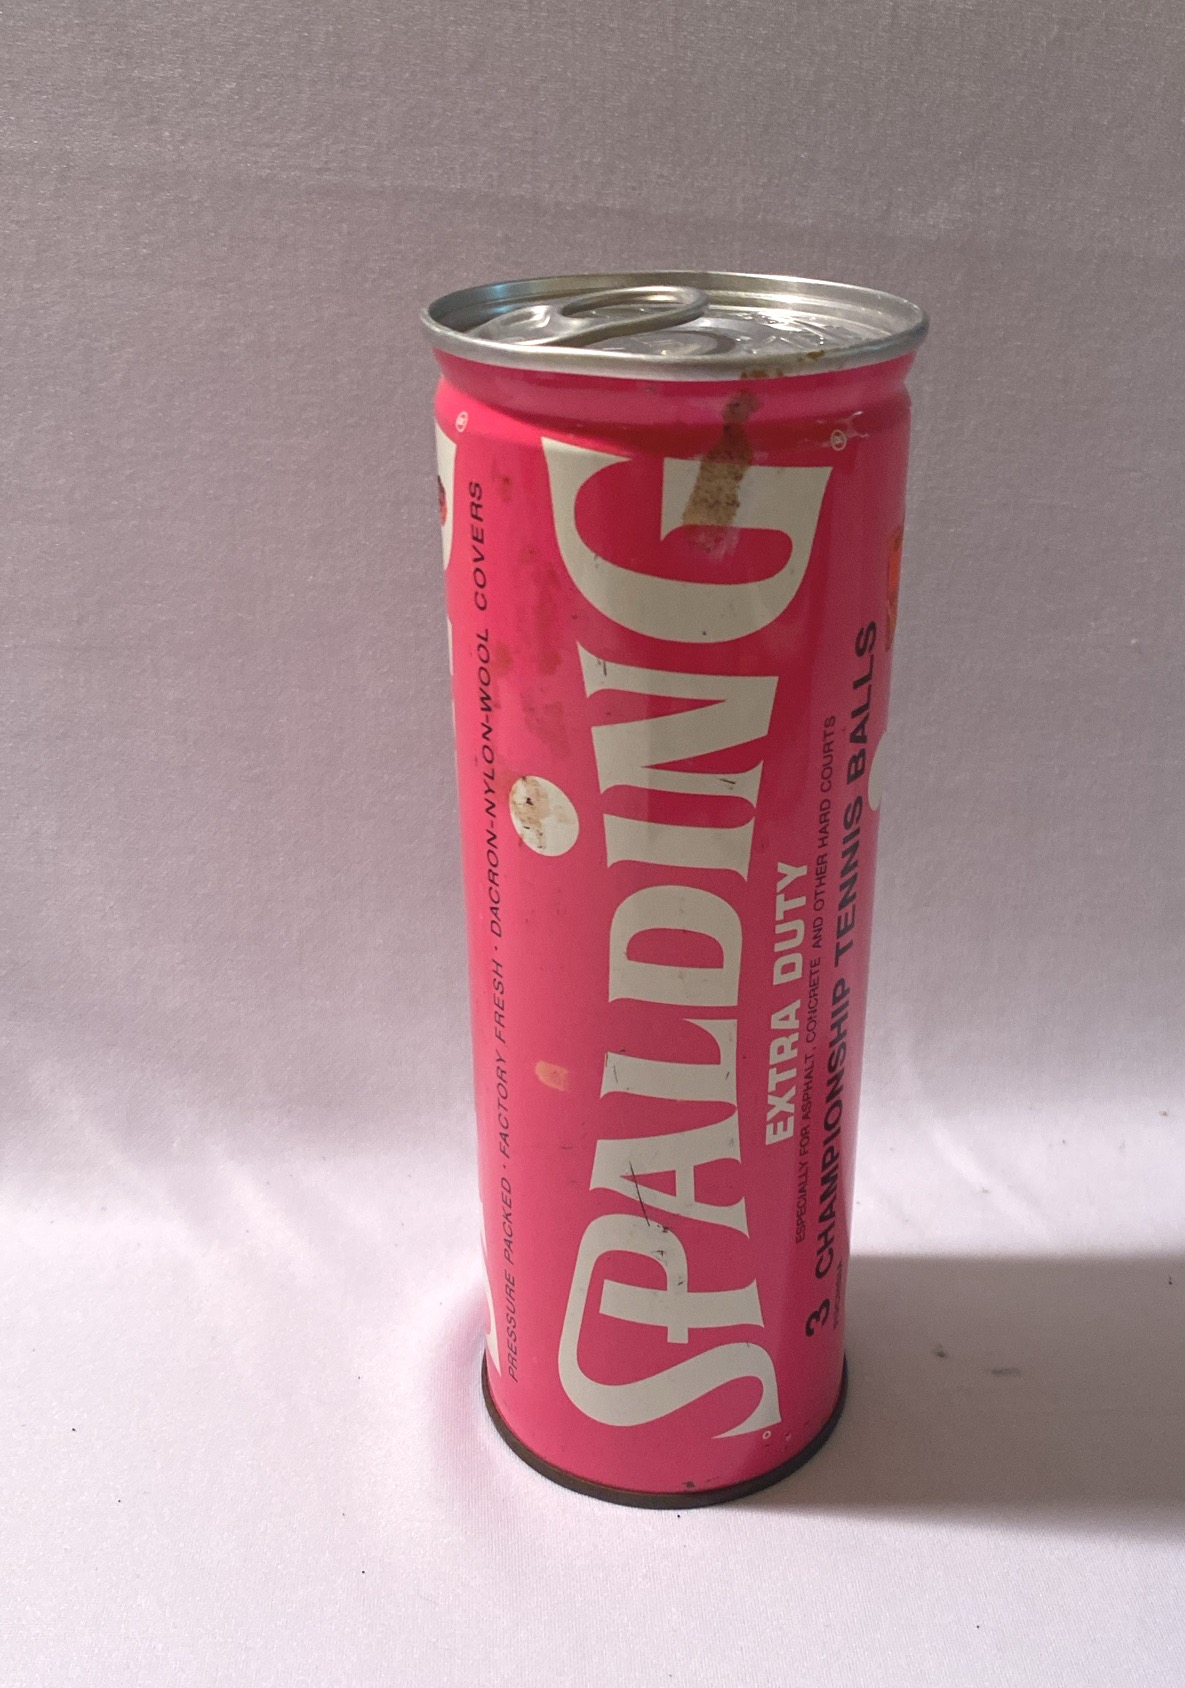 PRESSURE PACKED · FACTORY FRESH · DACRON-NYLON-WOOL COVERS
SPALDING®
EXTRA DUTY
ESPECIALLY FOR ASPHALT, CONCRETE AND OTHER HARD COURTS
3 CHAMPIONSHIP TENNIS BALLS